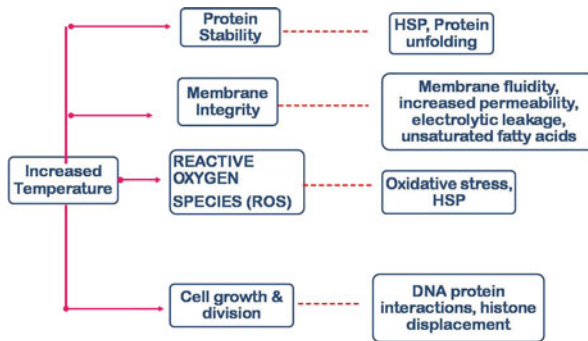 Protein
Stability
HSP, Protein
unfolding
Membrane
Integrity
Membrane fluidity,
increased permeability,
electrolytic leakage,
unsaturated fatty acids
Increased
Temperature
REACTIVE
OXYGEN
SPECIES (ROS)
Oxidative stress,
HSP
Cell growth &
division
DNA protein
interactions, histone
displacement